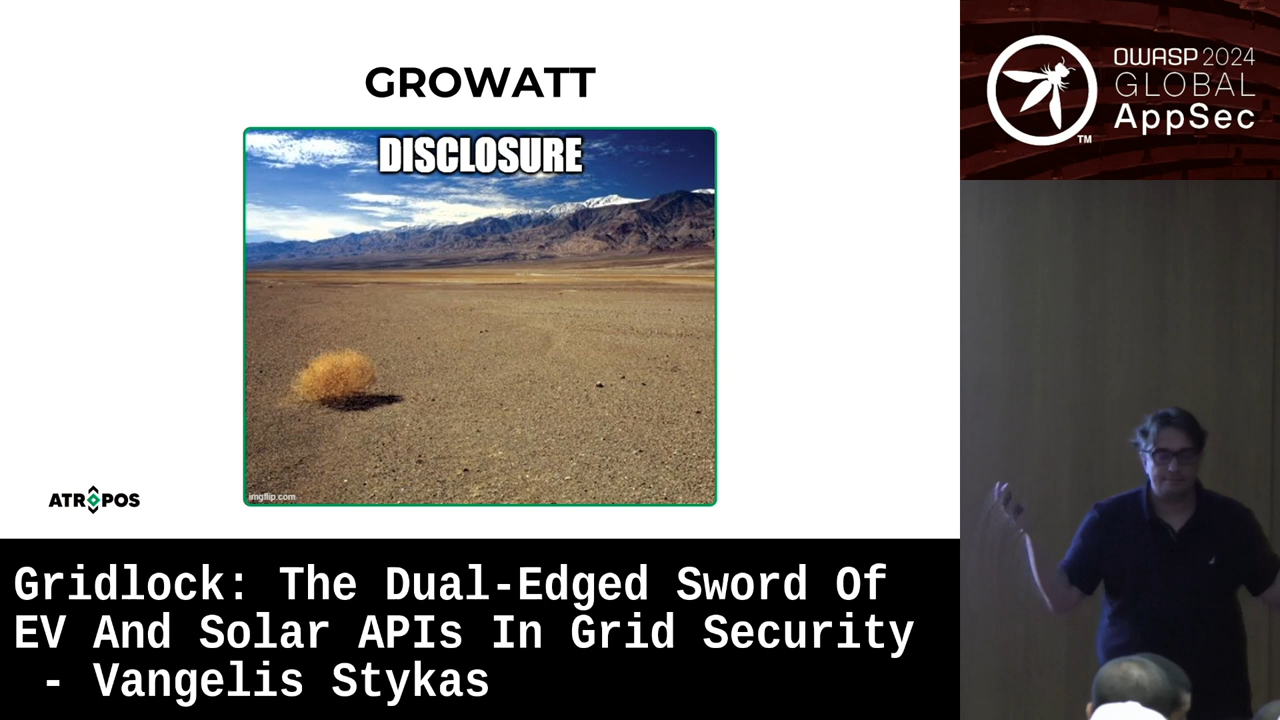 GROWATT
DISCLOSURE
imgflip.com
ATROPOS
OWASP 2024
GLOBAL
AppSec
TM
Gridlock: The Dual-Edged Sword Of
EV And Solar APIs In Grid Security
- Vangelis Stykas